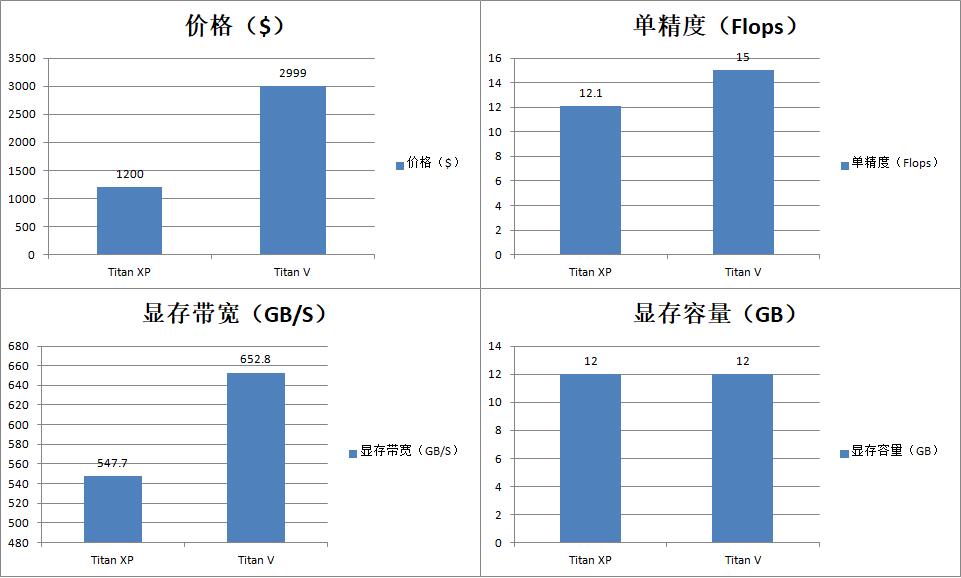 价格（$）
3500
3000
2500
2000
1500
1000
500
0
1200
2999
Titan XP
Titan V
价格（$）
单精度（Flops）
16
14
12
10
8
6
4
2
0
12.1
15
Titan XP
Titan V
单精度（Flops）
显存带宽（GB/S）
680
660
640
620
600
580
560
540
520
500
480
547.7
652.8
Titan XP
Titan V
显存带宽（GB/S）
显存容量（GB）
14
12
10
8
6
4
2
0
12
12
Titan XP
Titan V
显存容量（GB）